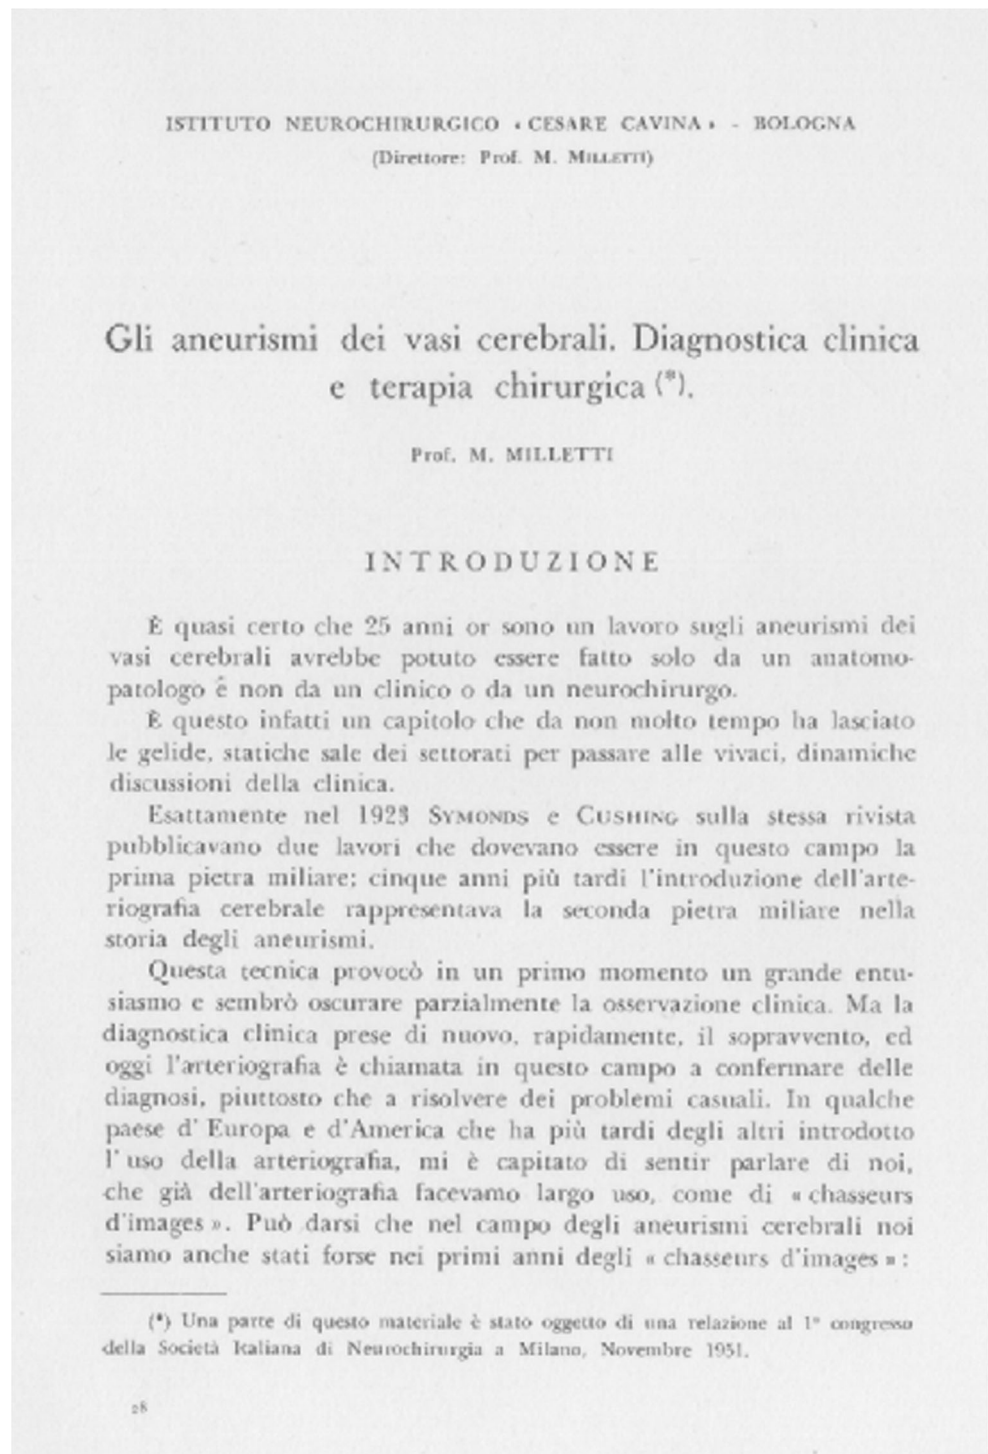 ISTITUTO NEUROCHIRURGICO « CESARE CAVINA » - BOLOGNA
(Direttore: Prof. M. MILLETTI)
Gli aneurismi dei vasi cerebrali. Diagnostica clinica
e terapia chirurgica (*).
Prof. M. MILLETTI
INTRODUZIONE
È quasi certo che 25 anni or sono un lavoro sugli aneurismi dei
vasi cerebrali avrebbe potuto essere fatto solo da un anatomo-
patologo e non da un clinico o da un neurochirurgo.
È questo infatti un capitolo che da non molto tempo ha lasciato
le gelide, statiche sale dei settorati per passare alle vivaci, dinamiche
discussioni della clinica.
Esattamente nel 1923 SYMONDS e CUSHING sulla stessa rivista
pubblicavano due lavori che dovevano essere in questo campo la
prima pietra miliare; cinque anni più tardi l'introduzione dell'arte-
riografia cerebrale rappresentava la seconda pietra miliare nella
storia degli aneurismi.
Questa tecnica provocò in un primo momento un grande entu-
siasmo e sembrò oscurare parzialmente la osservazione clinica. Ma la
diagnostica clinica prese di nuovo, rapidamente, il sopravvento, ed
oggi l'arteriografia è chiamata in questo campo a confermare delle
diagnosi, piuttosto che a risolvere dei problemi casuali. In qualche
paese d' Europa e d'America che ha più tardi degli altri introdotto
l' uso della arteriografia, mi è capitato di sentir parlare di noi,
che già dell'arteriografia facevamo largo uso, come di « chasseurs
d'images ». Può darsi che nel campo degli aneurismi cerebrali noi
siamo anche stati forse nei primi anni degli « chasseurs d'images » :
(*) Una parte di questo materiale è stato oggetto di una relazione al 1° congresso
della Società Italiana di Neurochirurgia a Milano, Novembre 1951.
28